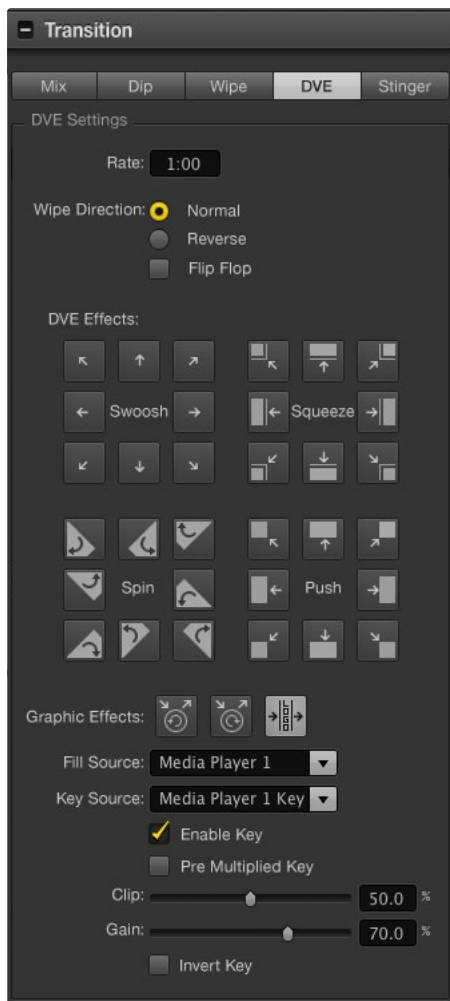 Transition
Mix Dip Wipe DVE Stinger
DVE Settings
Rate: 1:00
Wipe Direction: Normal
Reverse
Flip Flop
DVE Effects:
Swoosh Squeeze
Spin Push
Graphic Effects: LOGO
Fill Source: Media Player 1
Key Source: Media Player 1 Key
Enable Key
Pre Multiplied Key
Clip: 50.0 %
Gain: 70.0 %
Invert Key